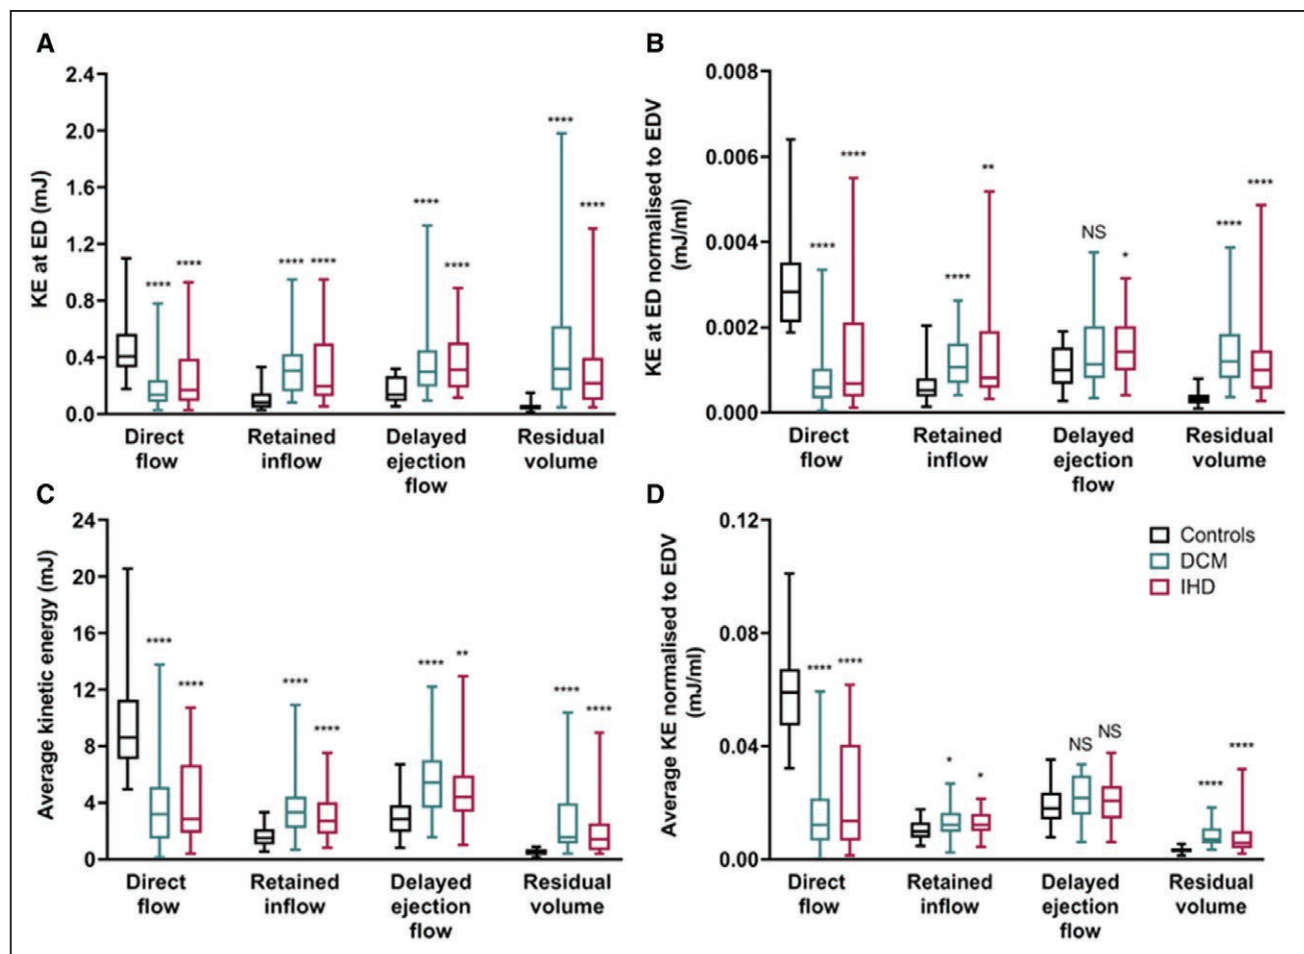 A
KE at ED (mJ)
2.4
2.0
1.6
1.2
0.8
0.4
0.0
**** ****
**** ****
**** ****
**** ****
Direct
flow
Retained
inflow
Delayed
ejection
flow
Residual
volume
B
KE at ED normalised to EDV
(mJ/ml)
0.008
0.006
0.004
0.002
0.000
**** ****
**** **
NS *
**** ****
Direct
flow
Retained
inflow
Delayed
ejection
flow
Residual
volume
C
Average kinetic energy (mJ)
24
20
16
12
8
4
0
**** ****
**** ****
**** **
**** ****
Direct
flow
Retained
inflow
Delayed
ejection
flow
Residual
volume
D
Average KE normalised to EDV
(mJ/ml)
0.12
0.08
0.04
0.00
**** ****
* *
NS NS
**** ****
Controls
DCM
IHD
Direct
flow
Retained
inflow
Delayed
ejection
flow
Residual
volume